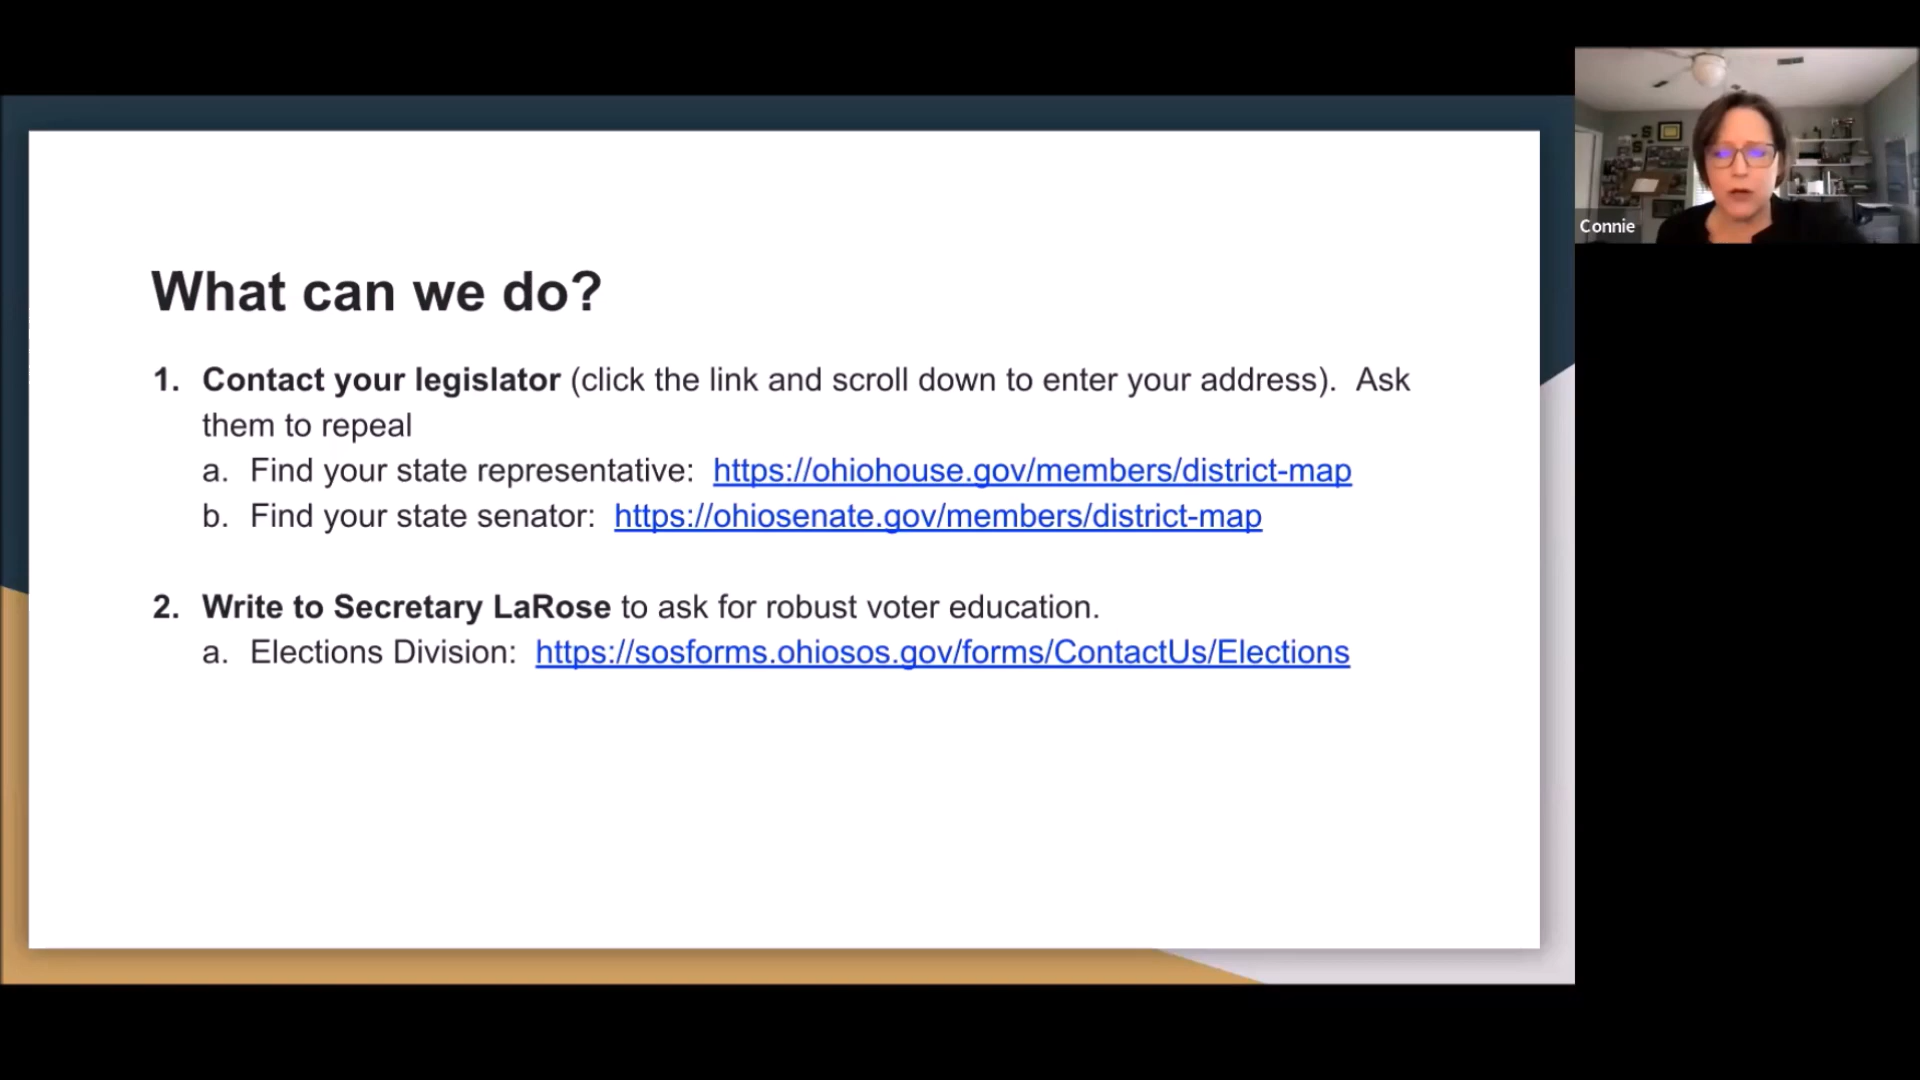 What can we do?
1. Contact your legislator (click the link and scroll down to enter your address). Ask
them to repeal
a. Find your state representative: https://ohiohouse.gov/members/district-map
b. Find your state senator: https://ohiosenate.gov/members/district-map
2. Write to Secretary LaRose to ask for robust voter education.
a. Elections Division: https://sosforms.ohiosos.gov/forms/ContactUs/Elections
Connie